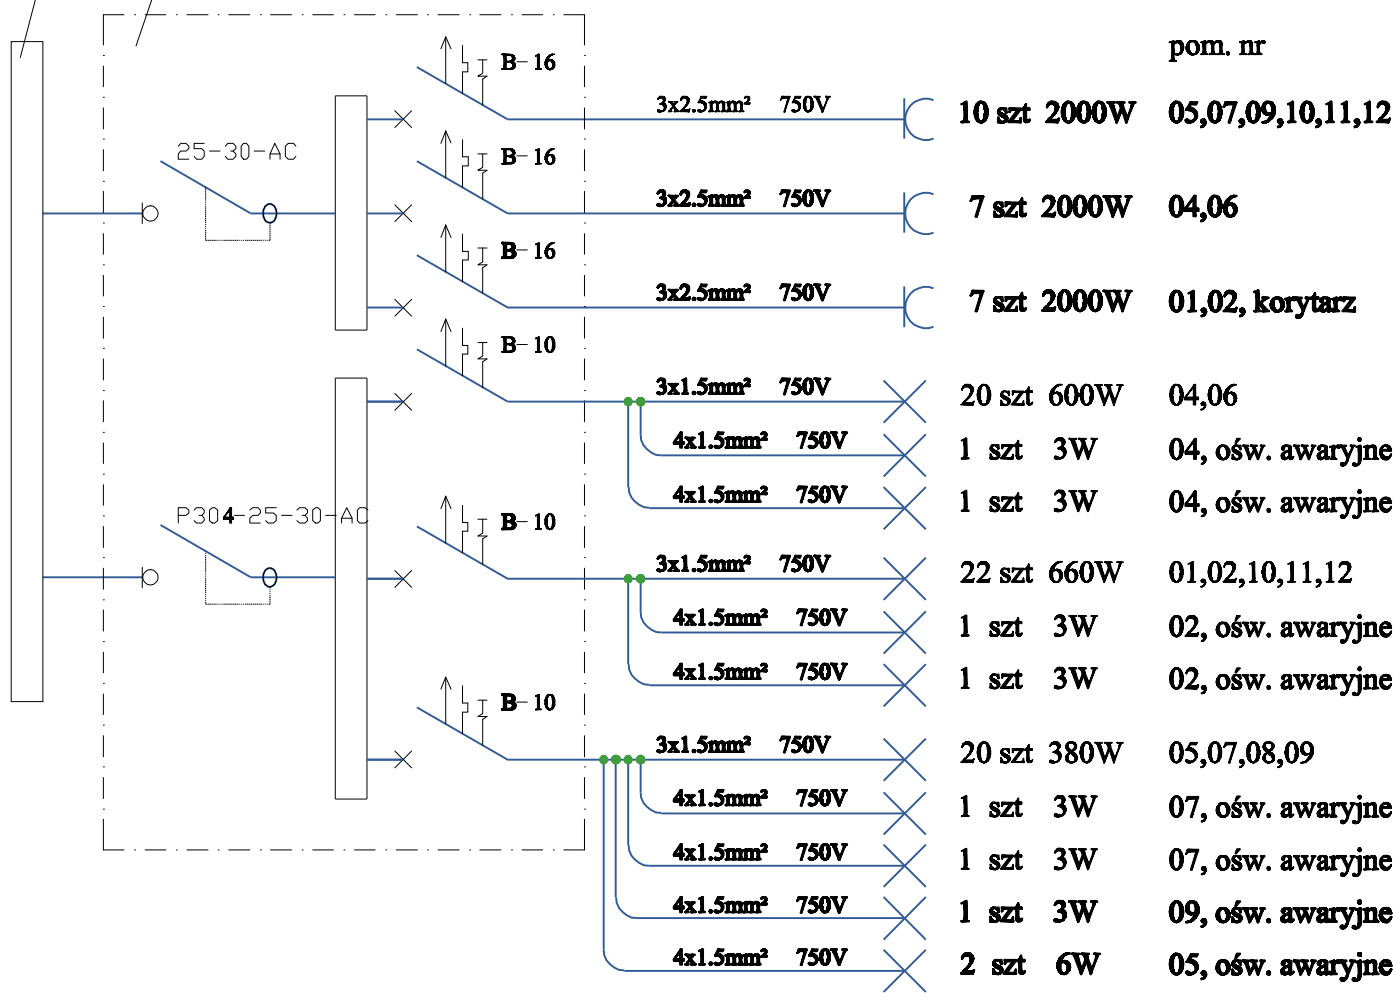 pom. nr
B-16
3x2.5mm² 750V 10 szt 2000W 05,07,09,10,11,12
25-30-AC
B-16
3x2.5mm² 750V 7 szt 2000W 04,06
B-16
3x2.5mm² 750V 7 szt 2000W 01,02, korytarz
B-10
3x1.5mm² 750V 20 szt 600W 04,06
4x1.5mm² 750V 1 szt 3W 04, ośw. awaryjne
4x1.5mm² 750V 1 szt 3W 04, ośw. awaryjne
P304-25-30-AC
B-10
3x1.5mm² 750V 22 szt 660W 01,02,10,11,12
4x1.5mm² 750V 1 szt 3W 02, ośw. awaryjne
4x1.5mm² 750V 1 szt 3W 02, ośw. awaryjne
B-10
3x1.5mm² 750V 20 szt 380W 05,07,08,09
4x1.5mm² 750V 1 szt 3W 07, ośw. awaryjne
4x1.5mm² 750V 1 szt 3W 07, ośw. awaryjne
4x1.5mm² 750V 1 szt 3W 09, ośw. awaryjne
4x1.5mm² 750V 2 szt 6W 05, ośw. awaryjne